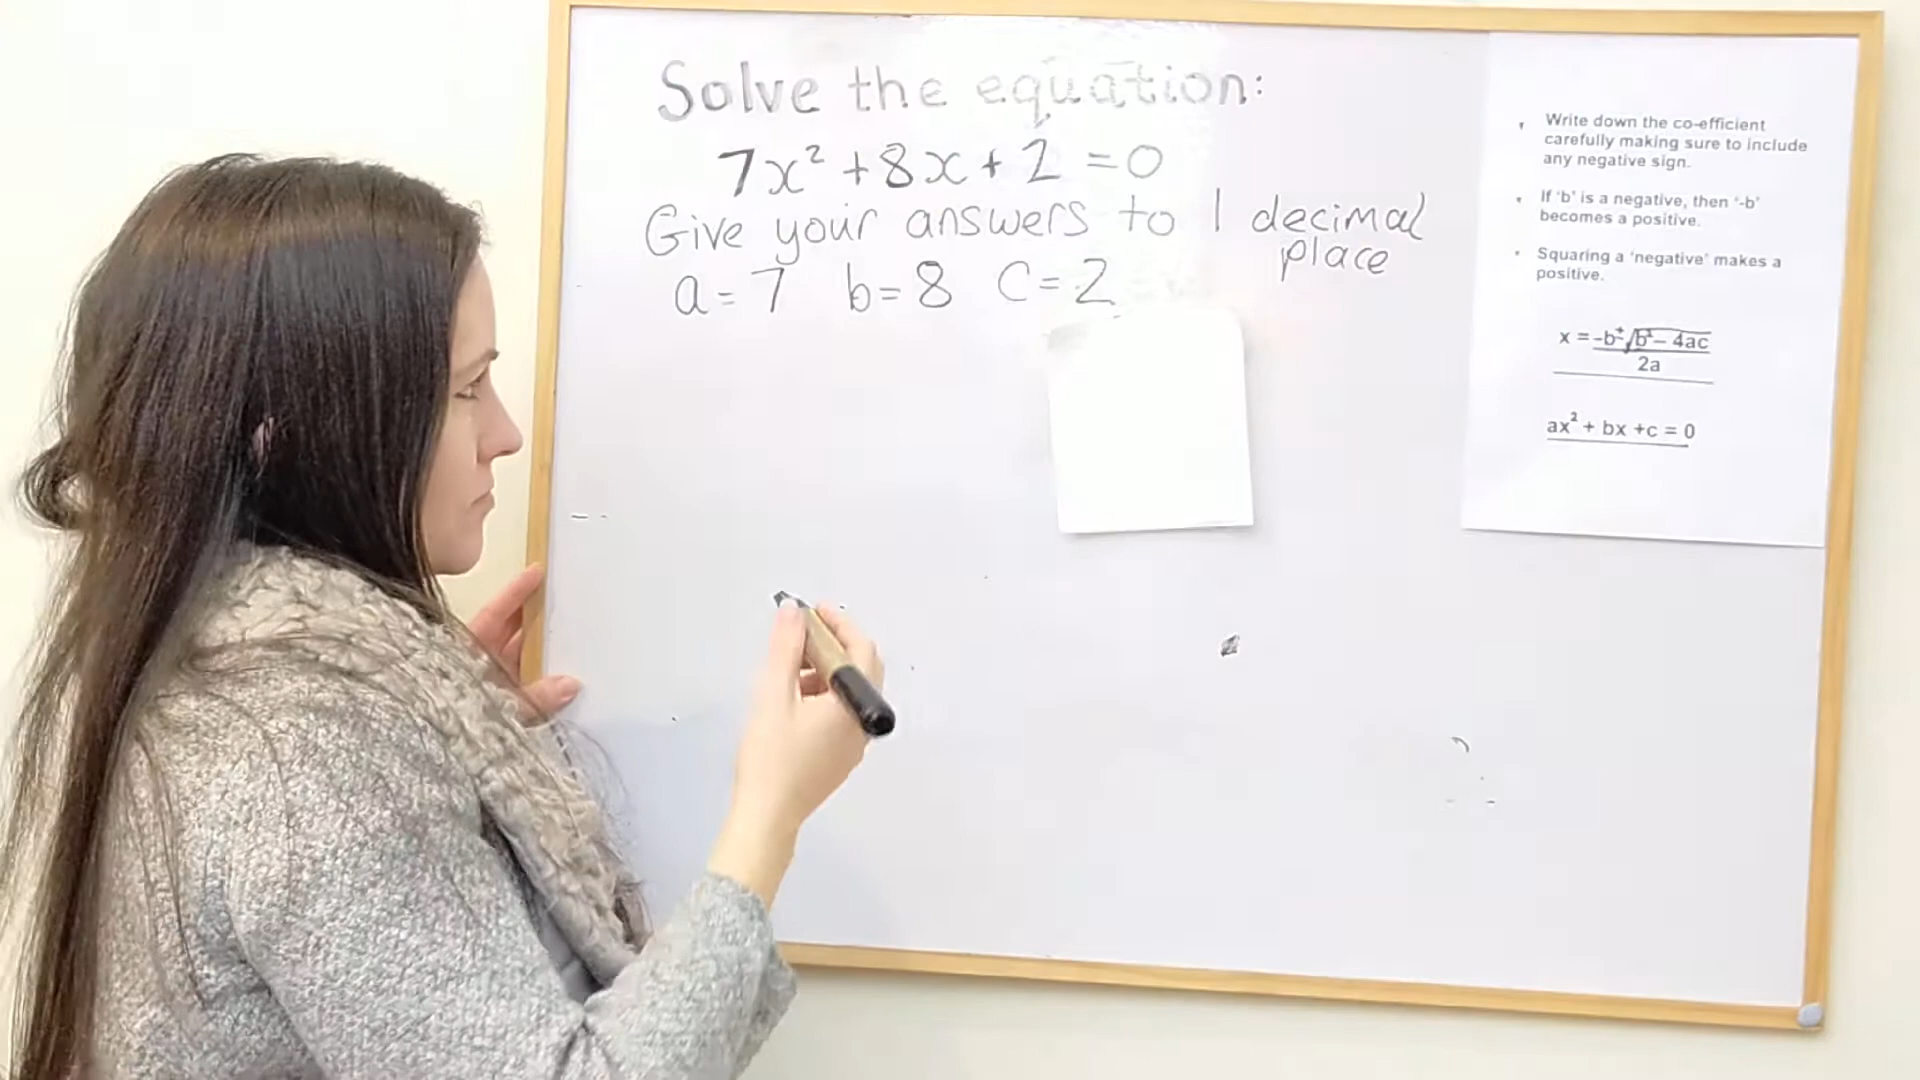 Solve the equation:
7x² + 8x + 2 = 0
Give your answers to 1 decimal
place
a = 7 b = 8 c = 2
Write down the co-efficient
carefully making sure to include
any negative sign.
If 'b' is a negative, then '-b'
becomes a positive.
Squaring a 'negative' makes a
positive.
x = -b±√b²– 4ac
2a
ax² + bx +c = 0